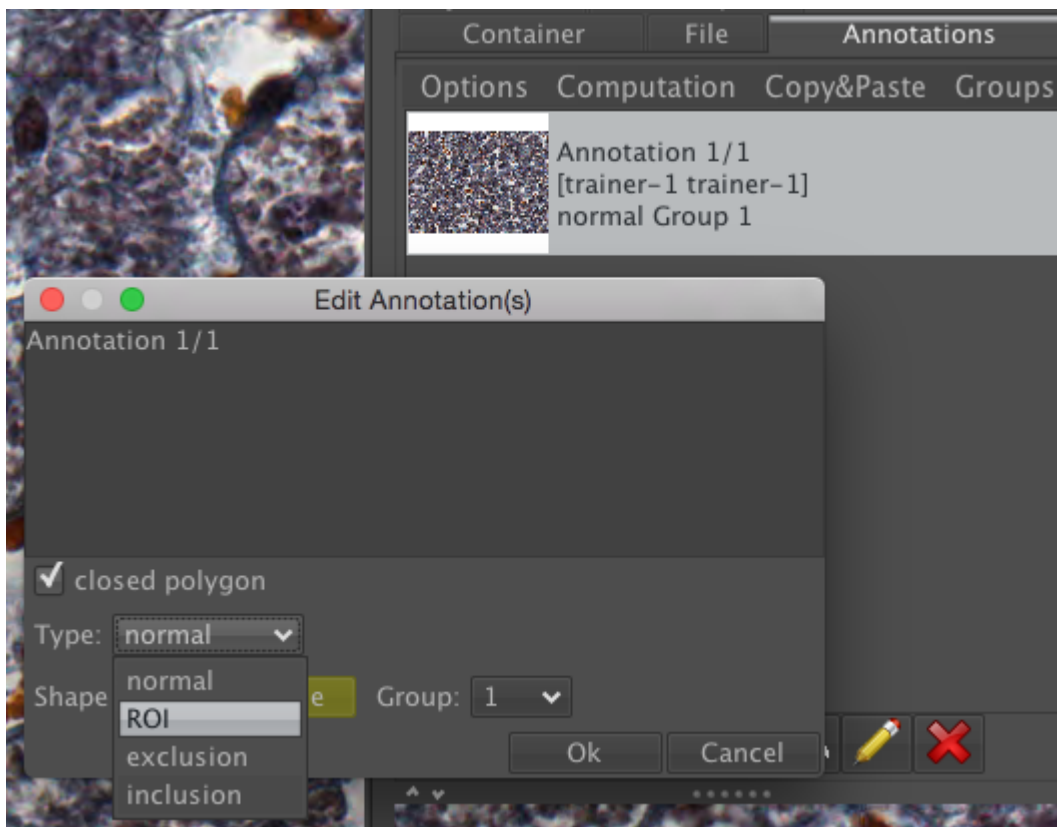 Container File Annotations
Options Computation Copy&Paste Groups
Annotation 1/1
[trainer-1 trainer-1]
normal Group 1
Edit Annotation(s)
Annotation 1/1
closed polygon
Type: normal
normal
ROI
exclusion
inclusion
Shape e Group: 1
Ok Cancel